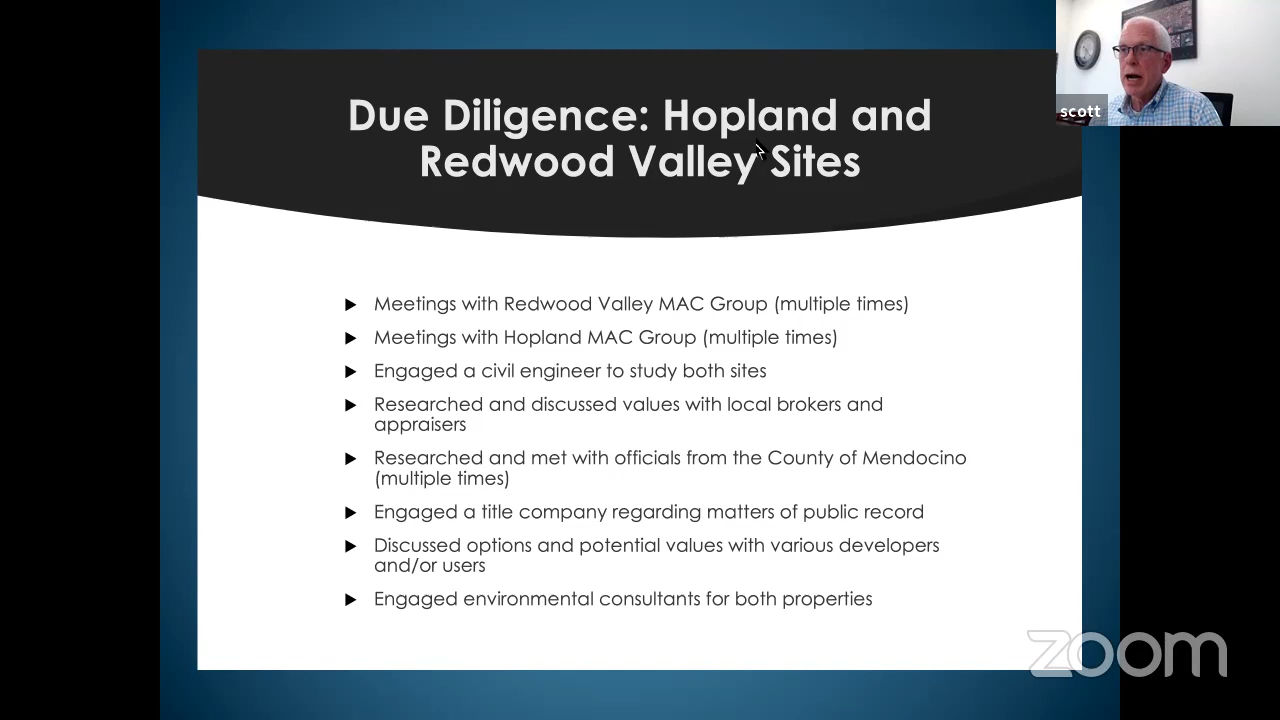 Due Diligence: Hopland and
Redwood Valley Sites
scott
Meetings with Redwood Valley MAC Group (multiple times)
Meetings with Hopland MAC Group (multiple times)
Engaged a civil engineer to study both sites
Researched and discussed values with local brokers and
appraisers
Researched and met with officials from the County of Mendocino
(multiple times)
Engaged a title company regarding matters of public record
Discussed options and potential values with various developers
and/or users
Engaged environmental consultants for both properties
zoom